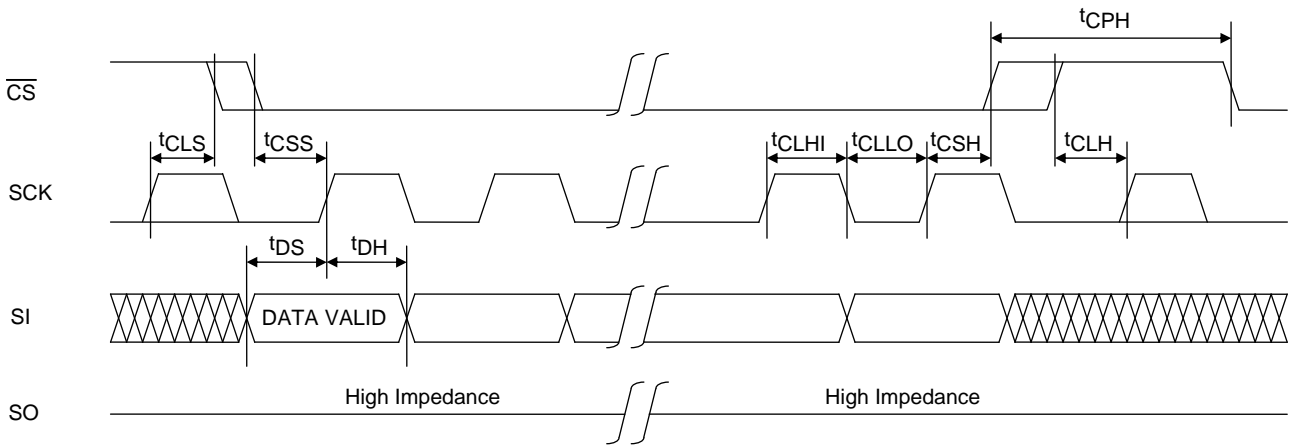 tCPH
CS
tCLS
tCSS
tCLHI
tCLLO
tCSH
tCLH
SCK
tDS
tDH
SI
DATA VALID
High Impedance
High Impedance
SO